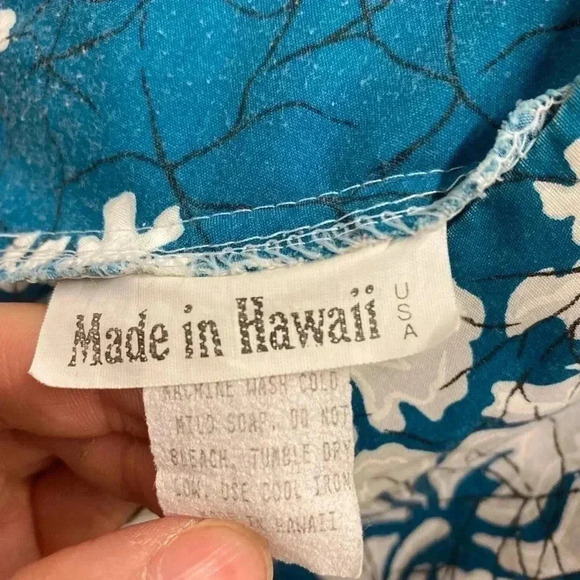 Made in Hawaii USA
MACHINE WASH COLD
MILD SOAP. DO NOT
BLEACH. TUMBLE DRY
LOW. USE COOL IRON
IN HAWAII